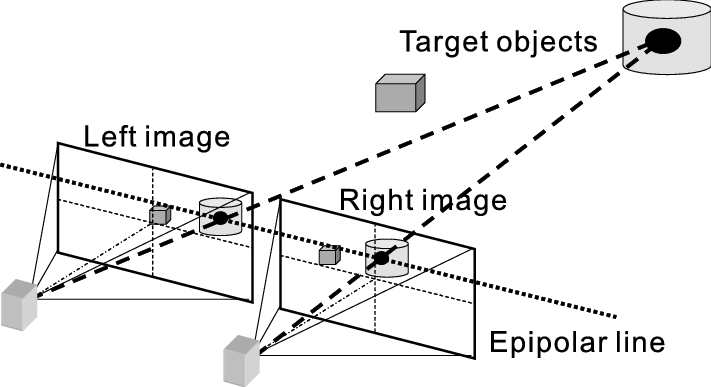 Target objects
Left image
Right image
Epipolar line